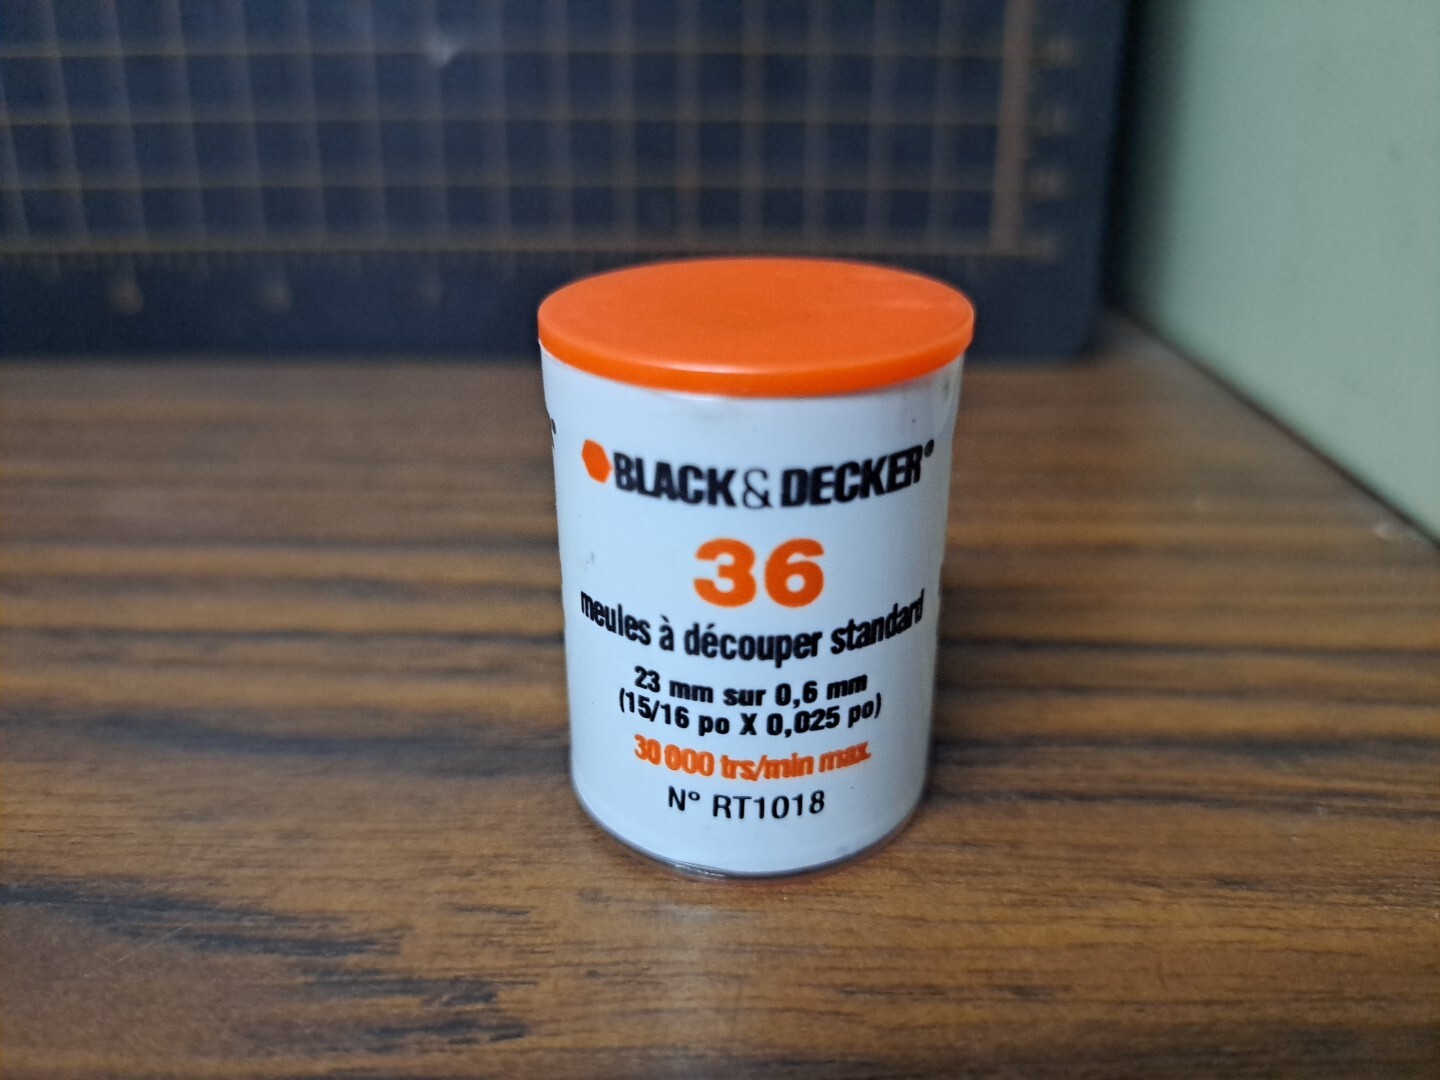 BLACK & DECKER®
36
meules à découper standard
23 mm sur 0,6 mm
(15/16 po X 0,025 po)
30 000 trs/min max.
N° RT1018